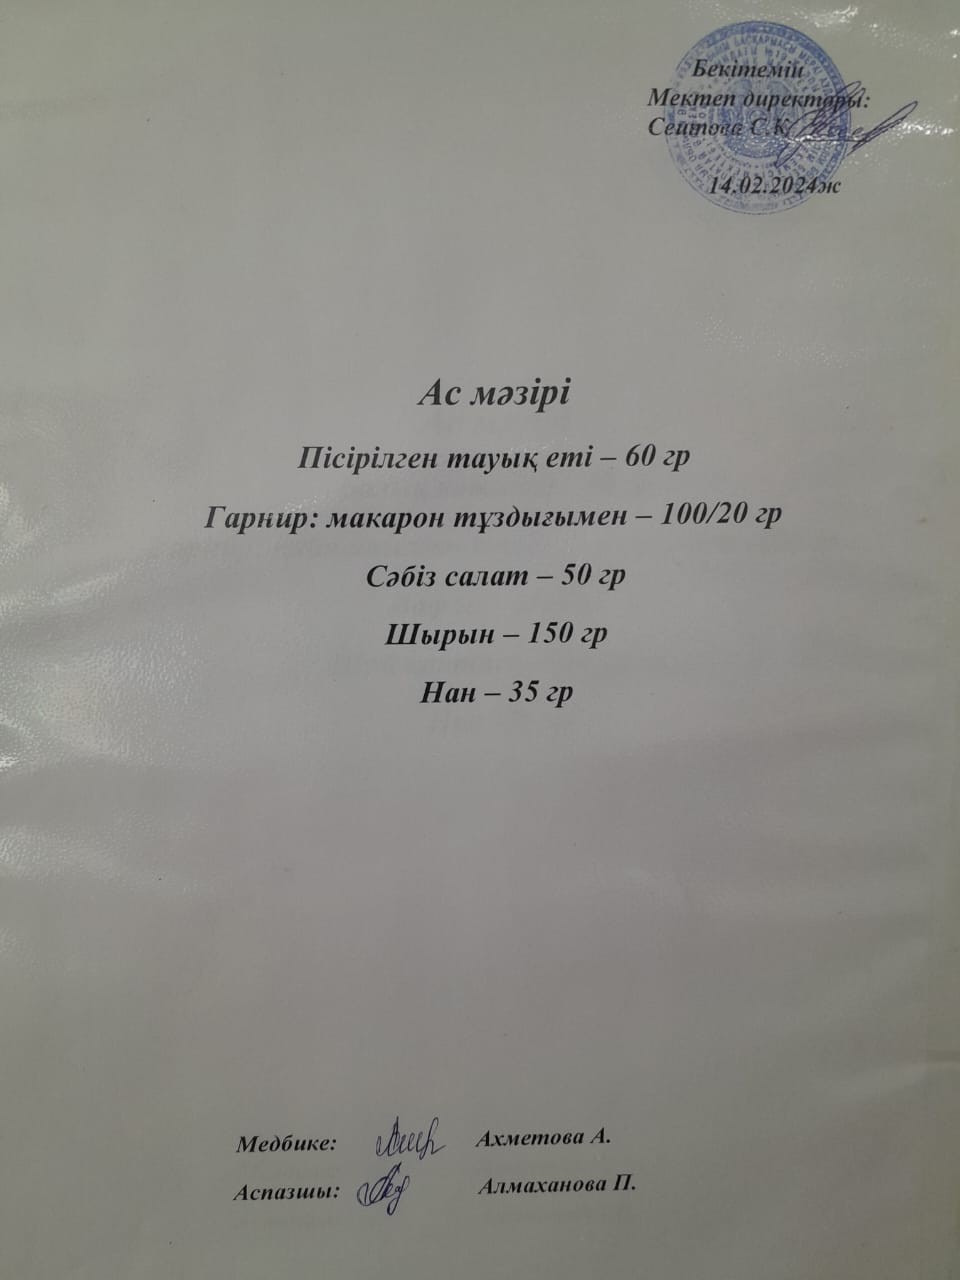 Бекітемін
Мектеп директоры:
Сеитова С.К
14.02.2024ж
Ас мәзірі
Пісірілген тауық еті – 60 гр
Гарнир: макарон тұздығымен – 100/20 гр
Сәбіз салат – 50 гр
Шырын – 150 гр
Нан – 35 гр
Медбике: Ахметова А.
Аспазшы: Алмаханова П.